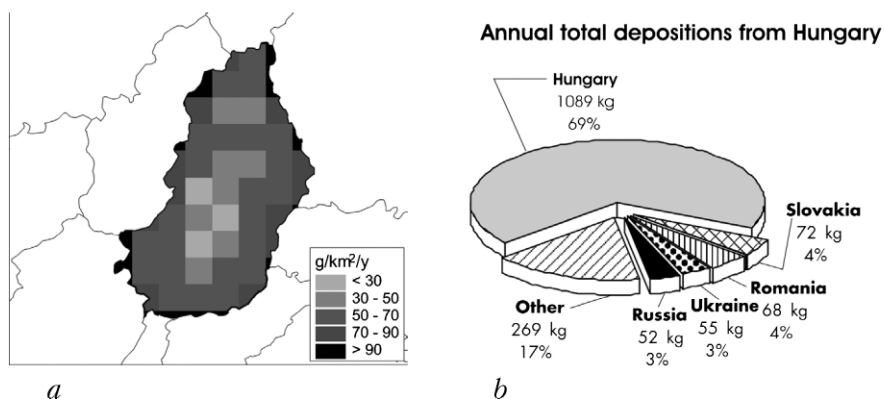 Annual total depositions from Hungary
g/km²/y
< 30
30 - 50
50 - 70
70 - 90
> 90
a
Hungary
1089 kg
69%
Slovakia
72 kg
4%
Romania
68 kg
4%
Ukraine
55 kg
3%
Russia
52 kg
3%
Other
269 kg
17%
b